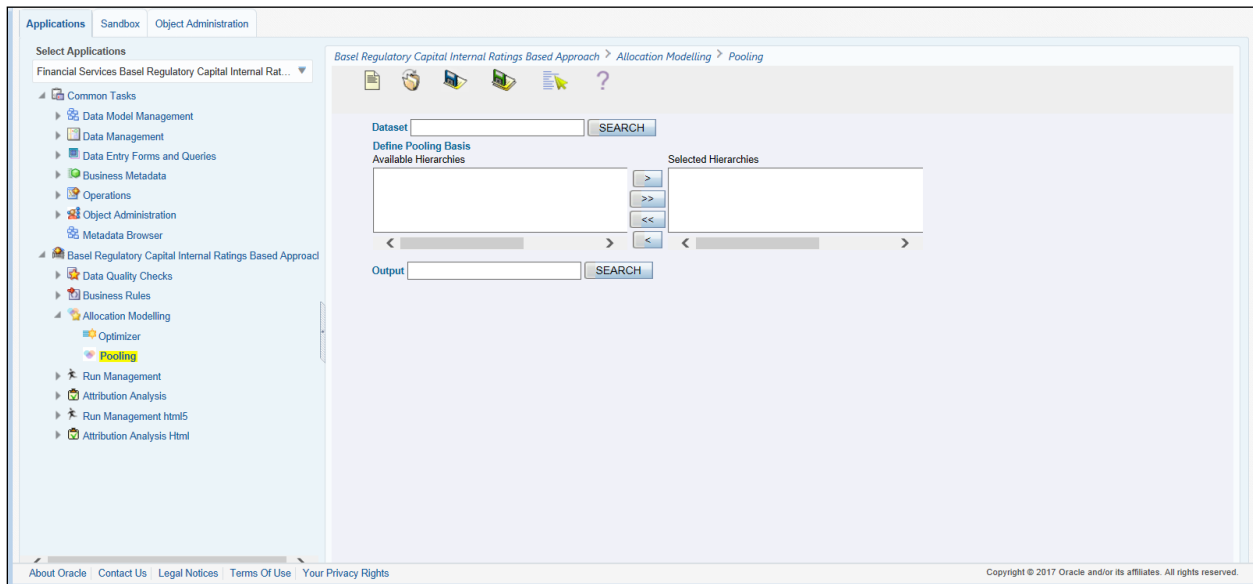 Applications Sandbox Object Administration
Select Applications
Financial Services Basel Regulatory Capital Internal Rat...
Common Tasks
Data Model Management
Data Management
Data Entry Forms and Queries
Business Metadata
Operations
Object Administration
Metadata Browser
Basel Regulatory Capital Internal Ratings Based Approacl
Data Quality Checks
Business Rules
Allocation Modelling
Optimizer
Pooling
Run Management
Attribution Analysis
Run Management html5
Attribution Analysis Html
Basel Regulatory Capital Internal Ratings Based Approach > Allocation Modelling > Pooling
?
Dataset SEARCH
Define Pooling Basis
Available Hierarchies Selected Hierarchies
>
>>
<<
<
Output SEARCH
About Oracle Contact Us Legal Notices Terms Of Use Your Privacy Rights
Copyright © 2017 Oracle and/or its affiliates. All rights reserved.